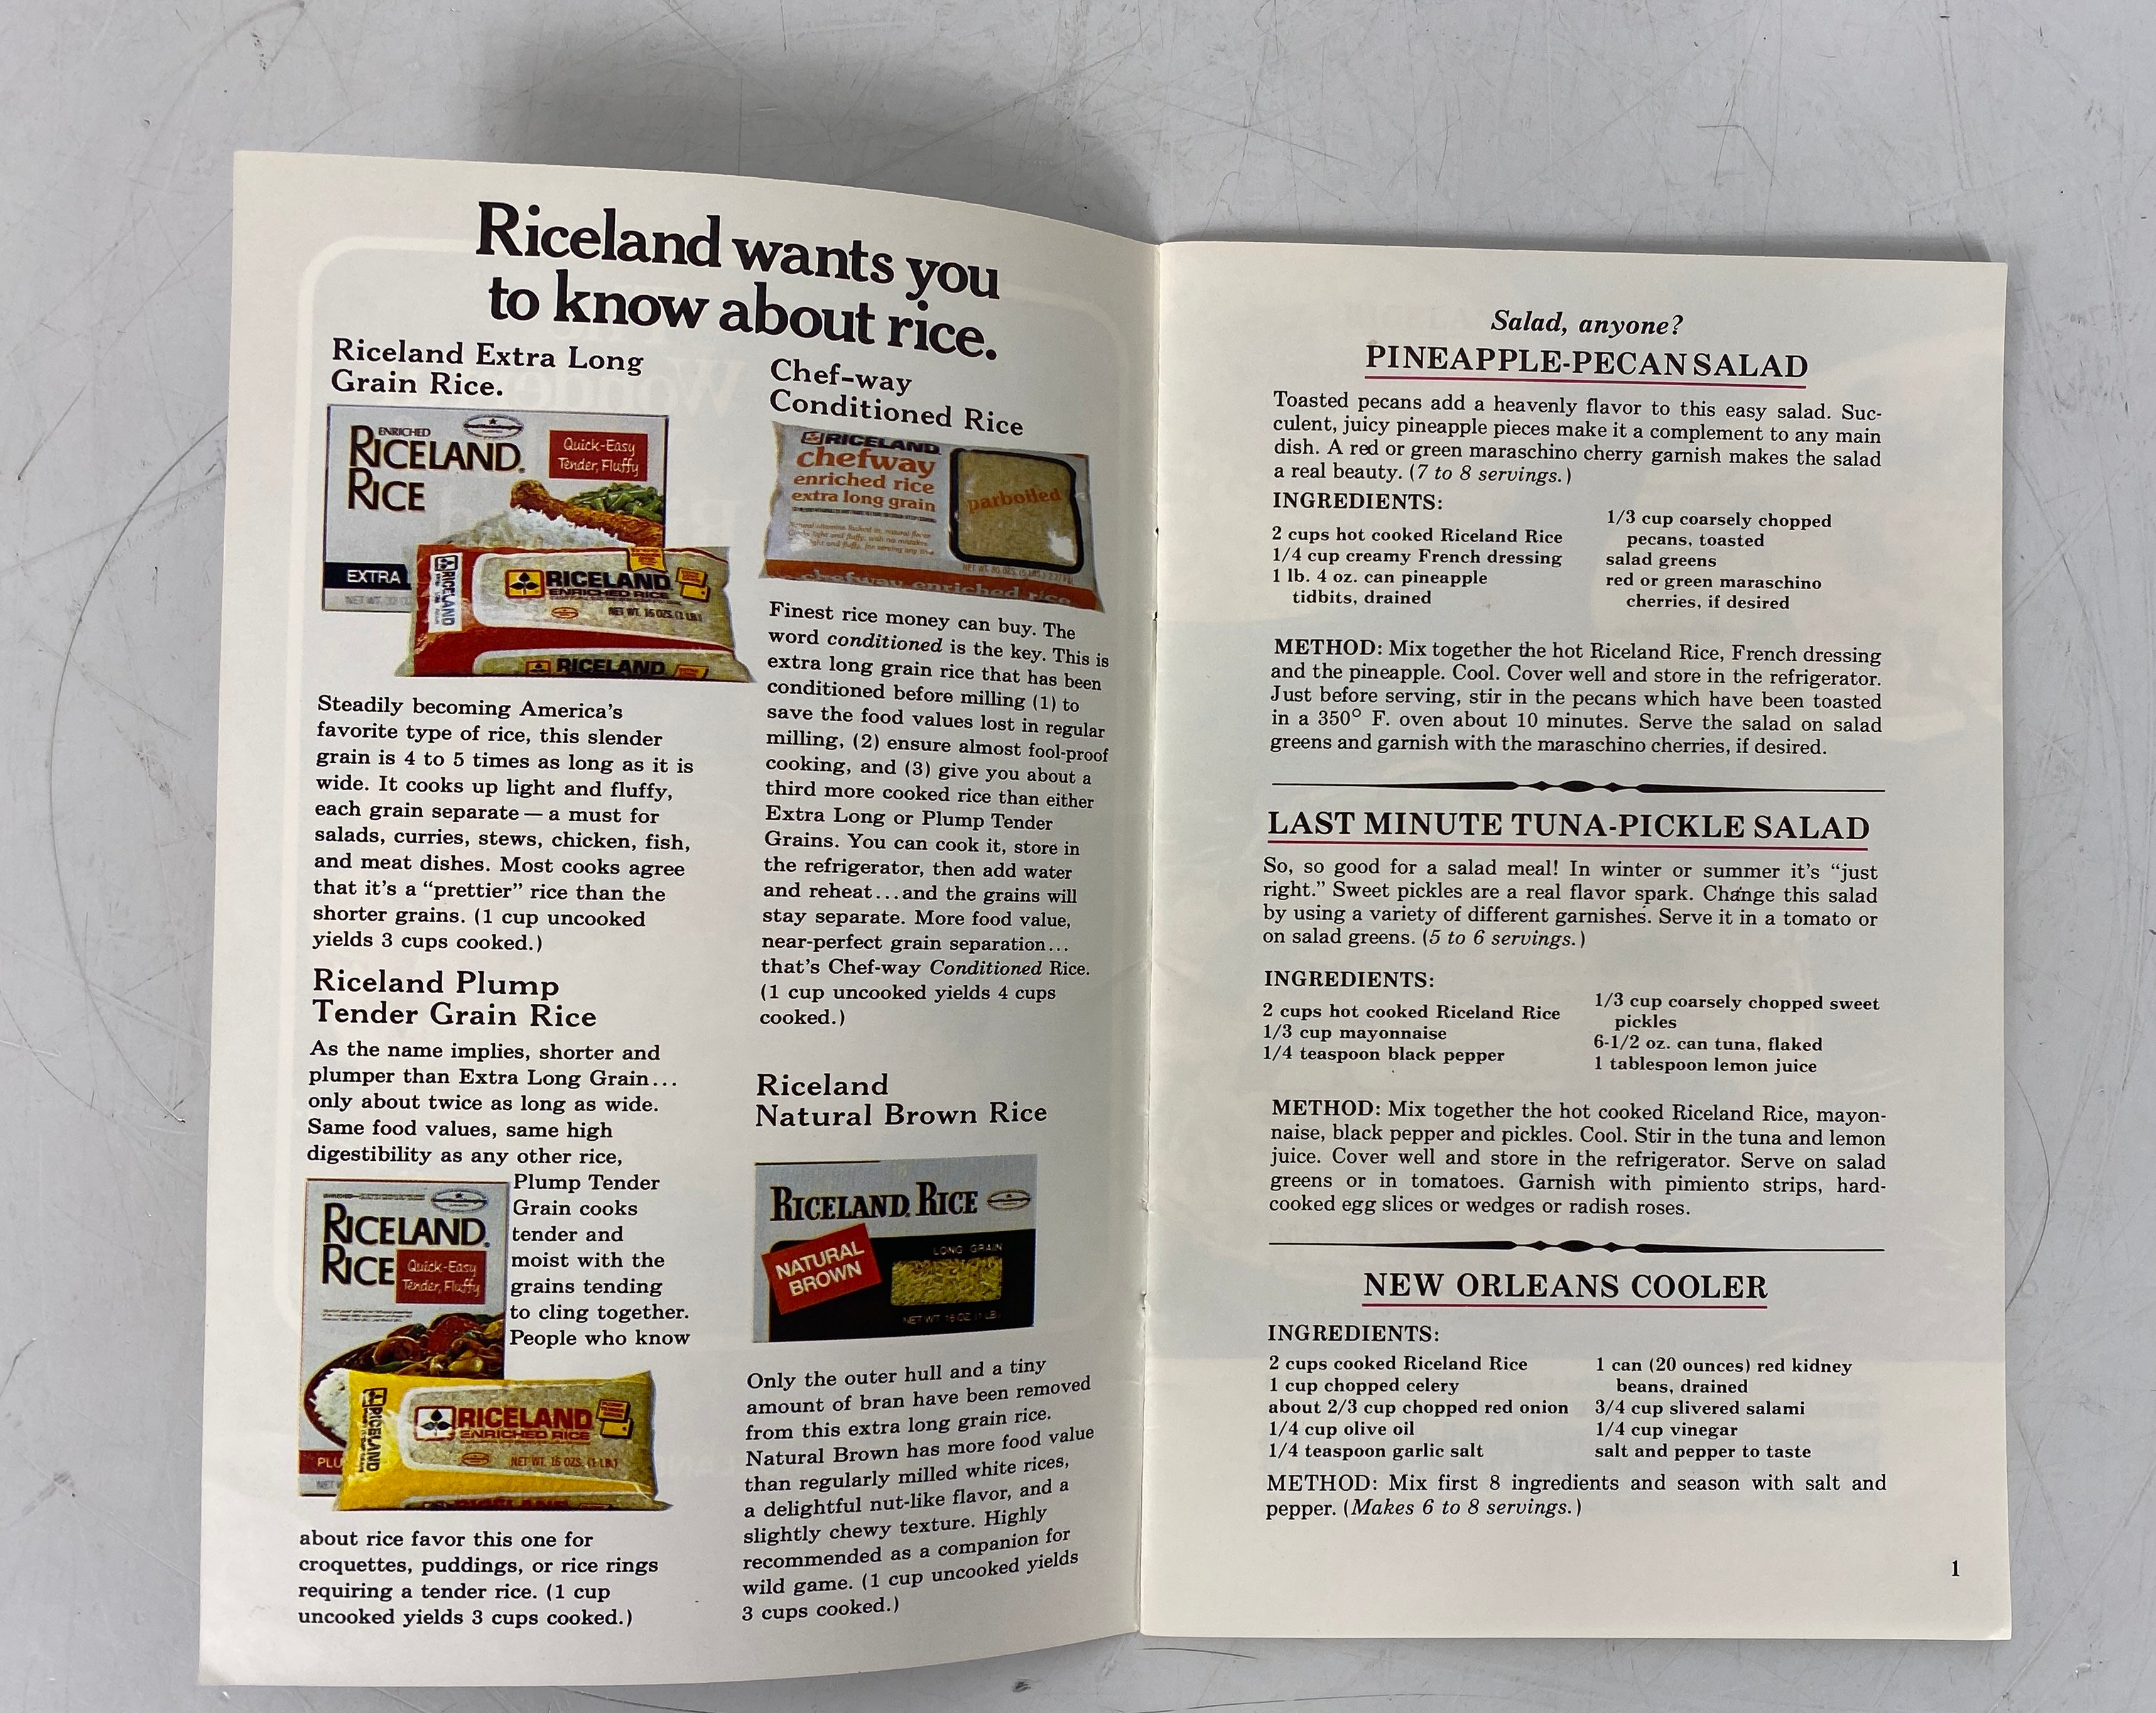 Riceland wants you
to know about rice.
Riceland Extra Long
Grain Rice.
ENRICHED
RICELAND
RICE
Quick-Easy
Tender, Fluffy
EXTRA
NET WT.
RICELAND
RICELAND
ENRICHED RICE
NET WT. 16 OZS. (1 LB.)
RICELAND
Steadily becoming America's
favorite type of rice, this slender
grain is 4 to 5 times as long as it is
wide. It cooks up light and fluffy,
each grain separate — a must for
salads, curries, stews, chicken, fish,
and meat dishes. Most cooks agree
that it's a “prettier” rice than the
shorter grains. (1 cup uncooked
yields 3 cups cooked.)
Riceland Plump
Tender Grain Rice
As the name implies, shorter and
plumper than Extra Long Grain...
only about twice as long as wide.
Same food values, same high
digestibility as any other rice,
Plump Tender
Grain cooks
tender and
moist with the
grains tending
to cling together.
People who know
RICELAND
RICE
Quick-Easy
Tender, Fluffy
PLU
RICELAND
RICELAND
ENRICHED RICE
NET WT. 16 OZS. (1 LB.)
RICELAND
about rice favor this one for
croquettes, puddings, or rice rings
requiring a tender rice. (1 cup
uncooked yields 3 cups cooked.)
Chef-way
Conditioned Rice
RICELAND
chefway
enriched rice
extra long grain
parboiled
chefway enriched rice
Finest rice money can buy. The
word conditioned is the key. This is
extra long grain rice that has been
conditioned before milling (1) to
save the food values lost in regular
milling, (2) ensure almost fool-proof
cooking, and (3) give you about a
third more cooked rice than either
Extra Long or Plump Tender
Grains. You can cook it, store in
the refrigerator, then add water
and reheat...and the grains will
stay separate. More food value,
near-perfect grain separation...
that's Chef-way Conditioned Rice.
(1 cup uncooked yields 4 cups
cooked.)
Riceland
Natural Brown Rice
RICELAND RICE
NATURAL
BROWN
LONG GRAIN
NET WT 16 OZ (1 LB)
Only the outer hull and a tiny
amount of bran have been removed
from this extra long grain rice.
Natural Brown has more food value
than regularly milled white rices,
a delightful nut-like flavor, and a
slightly chewy texture. Highly
recommended as a companion for
wild game. (1 cup uncooked yields
3 cups cooked.)
Salad, anyone?
PINEAPPLE-PECAN SALAD
Toasted pecans add a heavenly flavor to this easy salad. Suc-
culent, juicy pineapple pieces make it a complement to any main
dish. A red or green maraschino cherry garnish makes the salad
a real beauty. (7 to 8 servings.)
INGREDIENTS:
2 cups hot cooked Riceland Rice
1/4 cup creamy French dressing
1 lb. 4 oz. can pineapple
tidbits, drained
1/3 cup coarsely chopped
pecans, toasted
salad greens
red or green maraschino
cherries, if desired
METHOD: Mix together the hot Riceland Rice, French dressing
and the pineapple. Cool. Cover well and store in the refrigerator.
Just before serving, stir in the pecans which have been toasted
in a 350° F. oven about 10 minutes. Serve the salad on salad
greens and garnish with the maraschino cherries, if desired.
LAST MINUTE TUNA-PICKLE SALAD
So, so good for a salad meal! In winter or summer it's “just
right.” Sweet pickles are a real flavor spark. Change this salad
by using a variety of different garnishes. Serve it in a tomato or
on salad greens. (5 to 6 servings.)
INGREDIENTS:
2 cups hot cooked Riceland Rice
1/3 cup mayonnaise
1/4 teaspoon black pepper
1/3 cup coarsely chopped sweet
pickles
6-1/2 oz. can tuna, flaked
1 tablespoon lemon juice
METHOD: Mix together the hot cooked Riceland Rice, mayon-
naise, black pepper and pickles. Cool. Stir in the tuna and lemon
juice. Cover well and store in the refrigerator. Serve on salad
greens or in tomatoes. Garnish with pimiento strips, hard-
cooked egg slices or wedges or radish roses.
NEW ORLEANS COOLER
INGREDIENTS:
2 cups cooked Riceland Rice
1 cup chopped celery
about 2/3 cup chopped red onion
1/4 cup olive oil
1/4 teaspoon garlic salt
1 can (20 ounces) red kidney
beans, drained
3/4 cup slivered salami
1/4 cup vinegar
salt and pepper to taste
METHOD: Mix first 8 ingredients and season with salt and
pepper. (Makes 6 to 8 servings.)
1